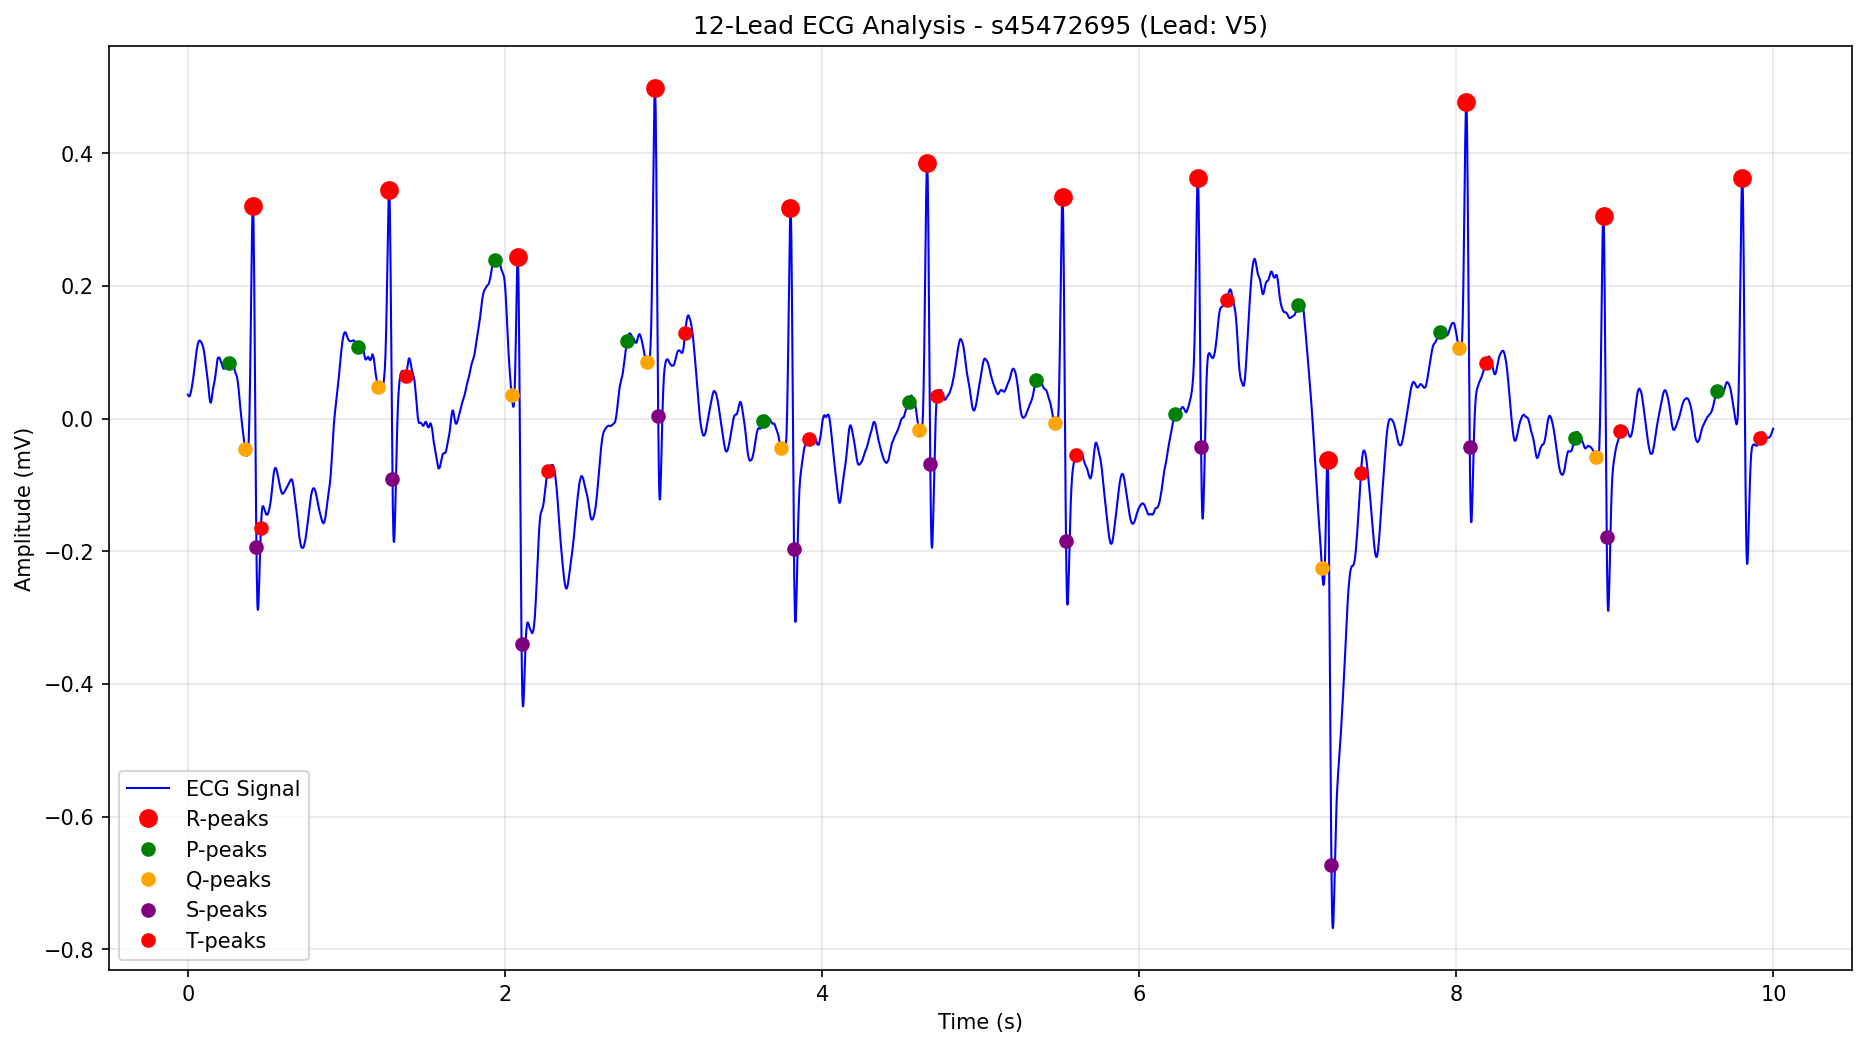 12-Lead ECG Analysis - s45472695 (Lead: V5)
Amplitude (mV)
0.4
0.2
0.0
−0.2
−0.4
−0.6
−0.8
ECG Signal
R-peaks
P-peaks
Q-peaks
S-peaks
T-peaks
0 2 4 6 8 10
Time (s)